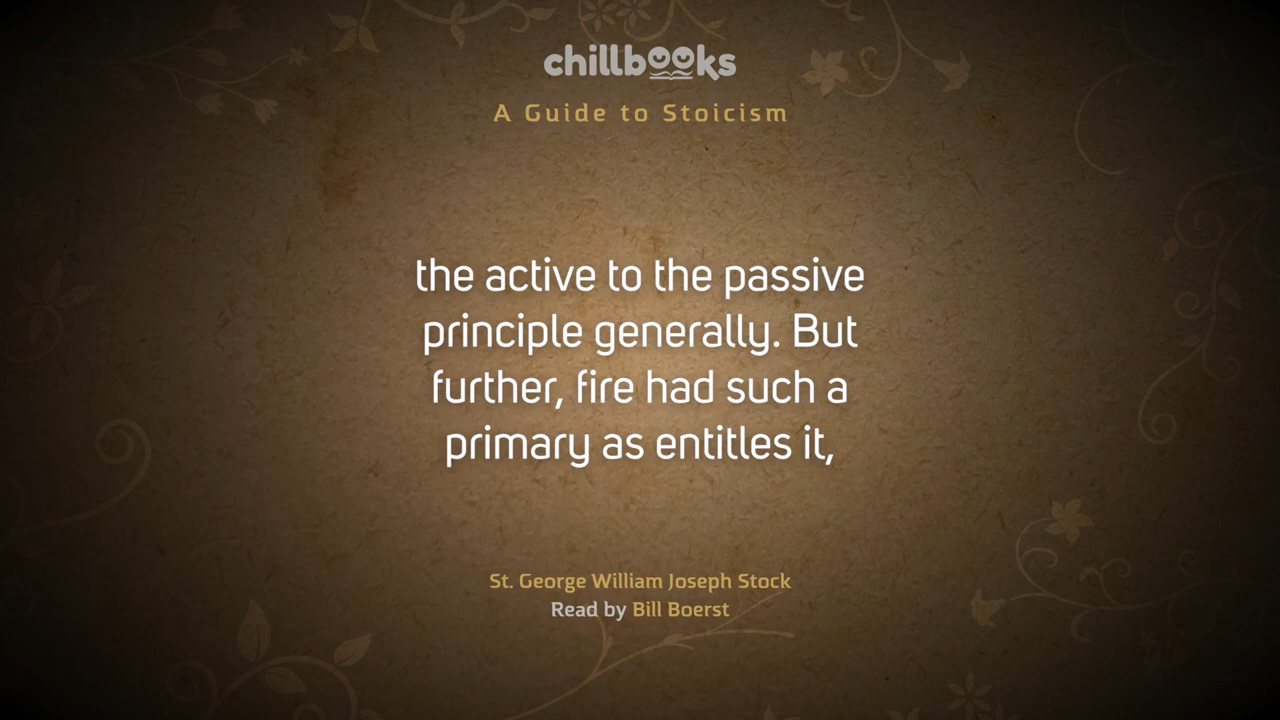 chillbooks
A Guide to Stoicism
the active to the passive
principle generally. But
further, fire had such a
primary as entitles it,
St. George William Joseph Stock
Read by Bill Boerst